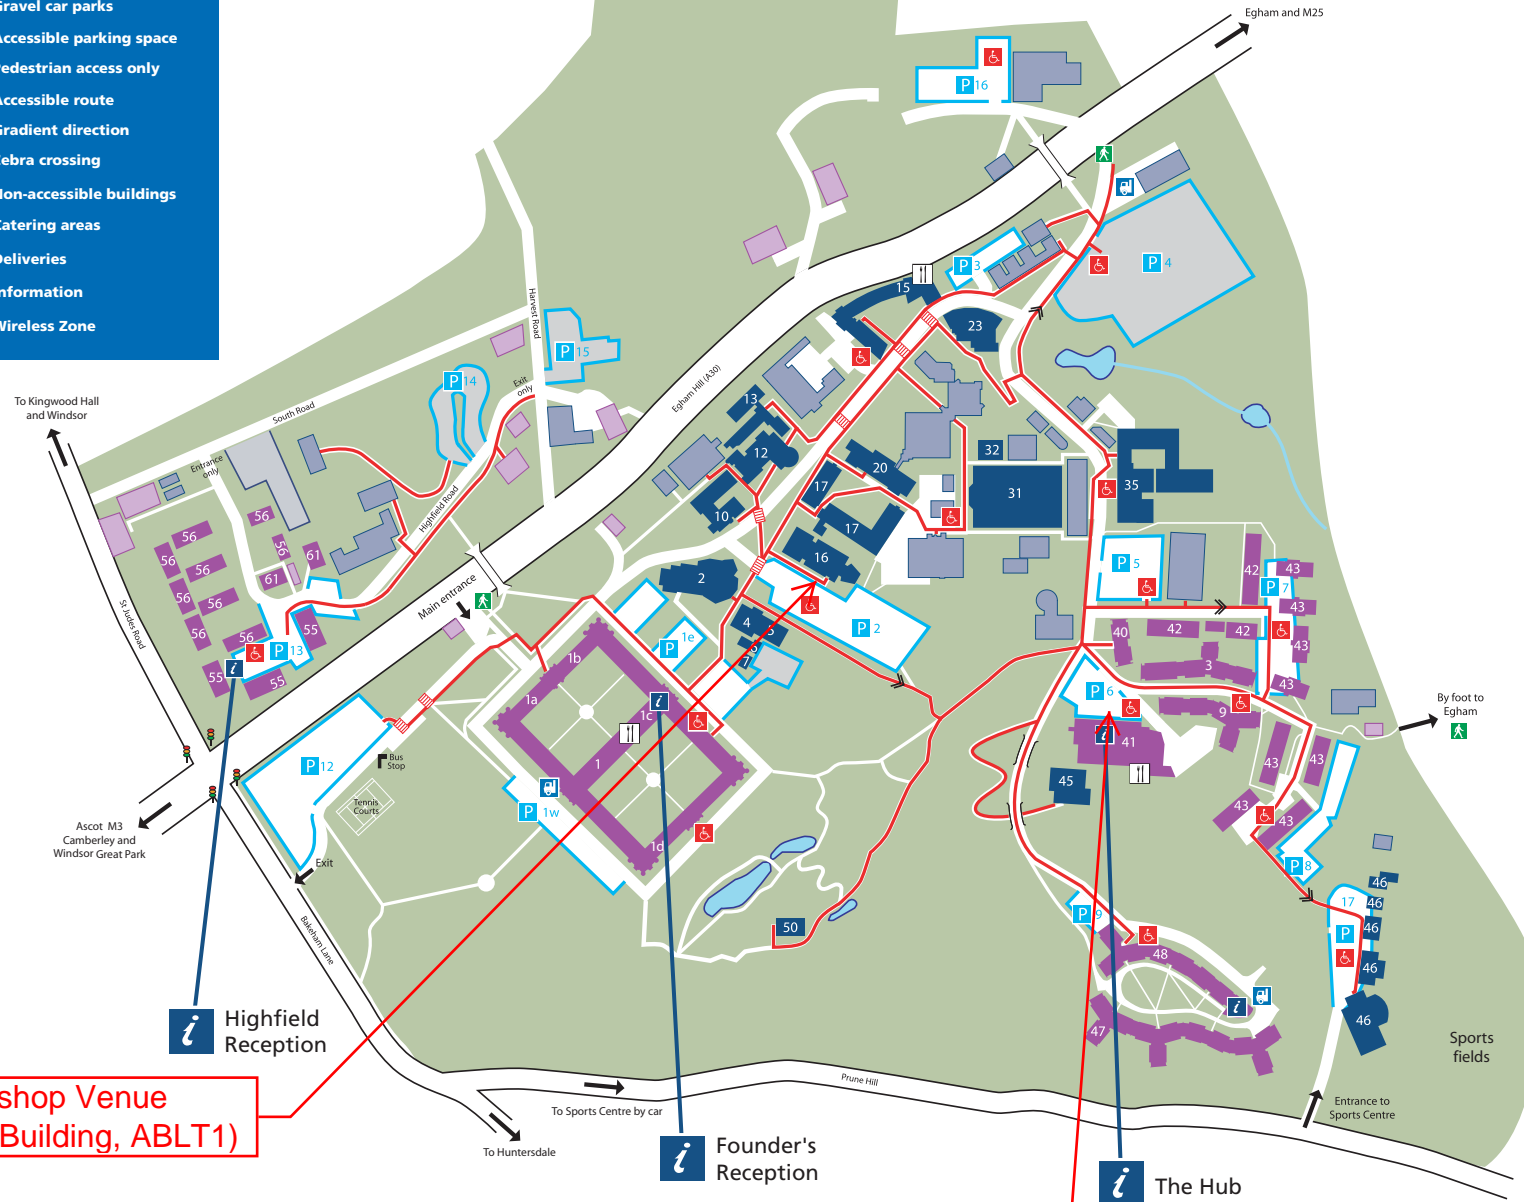 Gravel car parks
Accessible parking space
Pedestrian access only
Accessible route
Gradient direction
Zebra crossing
Non-accessible buildings
Catering areas
Deliveries
Information
Wireless Zone
Egham and M25
P 16
P 3
P 4
15
23
Harvest Road
P 15
P 14
Exit
only
Egham Hill (A30)
To Kingwood Hall
and Windsor
South Road
Entrance
only
Highfield Road
13
12
10
20
17
17
16
32
31
35
56
56
56
56
56
56
56
56
56
61
61
55
55
55
P 13
St Judes Road
Main entrance
2
P 1e
4
5
6
7
P 2
P 5
P 7
42
42
42
43
43
43
43
40
3
9
P 6
41
45
43
43
43
43
By foot to
Egham
1b
1a
1c
1
1d
P 1w
P 12
Bus
Stop
Tennis
Courts
Exit
Ascot M3
Camberley and
Windsor Great Park
Bakeham Lane
50
P 8
P 9
17
P
46
46
46
46
46
48
47
Sports
fields
Highfield
Reception
shop Venue
Building, ABLT1)
To Sports Centre by car
Prune Hill
Entrance to
Sports Centre
To Huntersdale
Founder's
Reception
The Hub